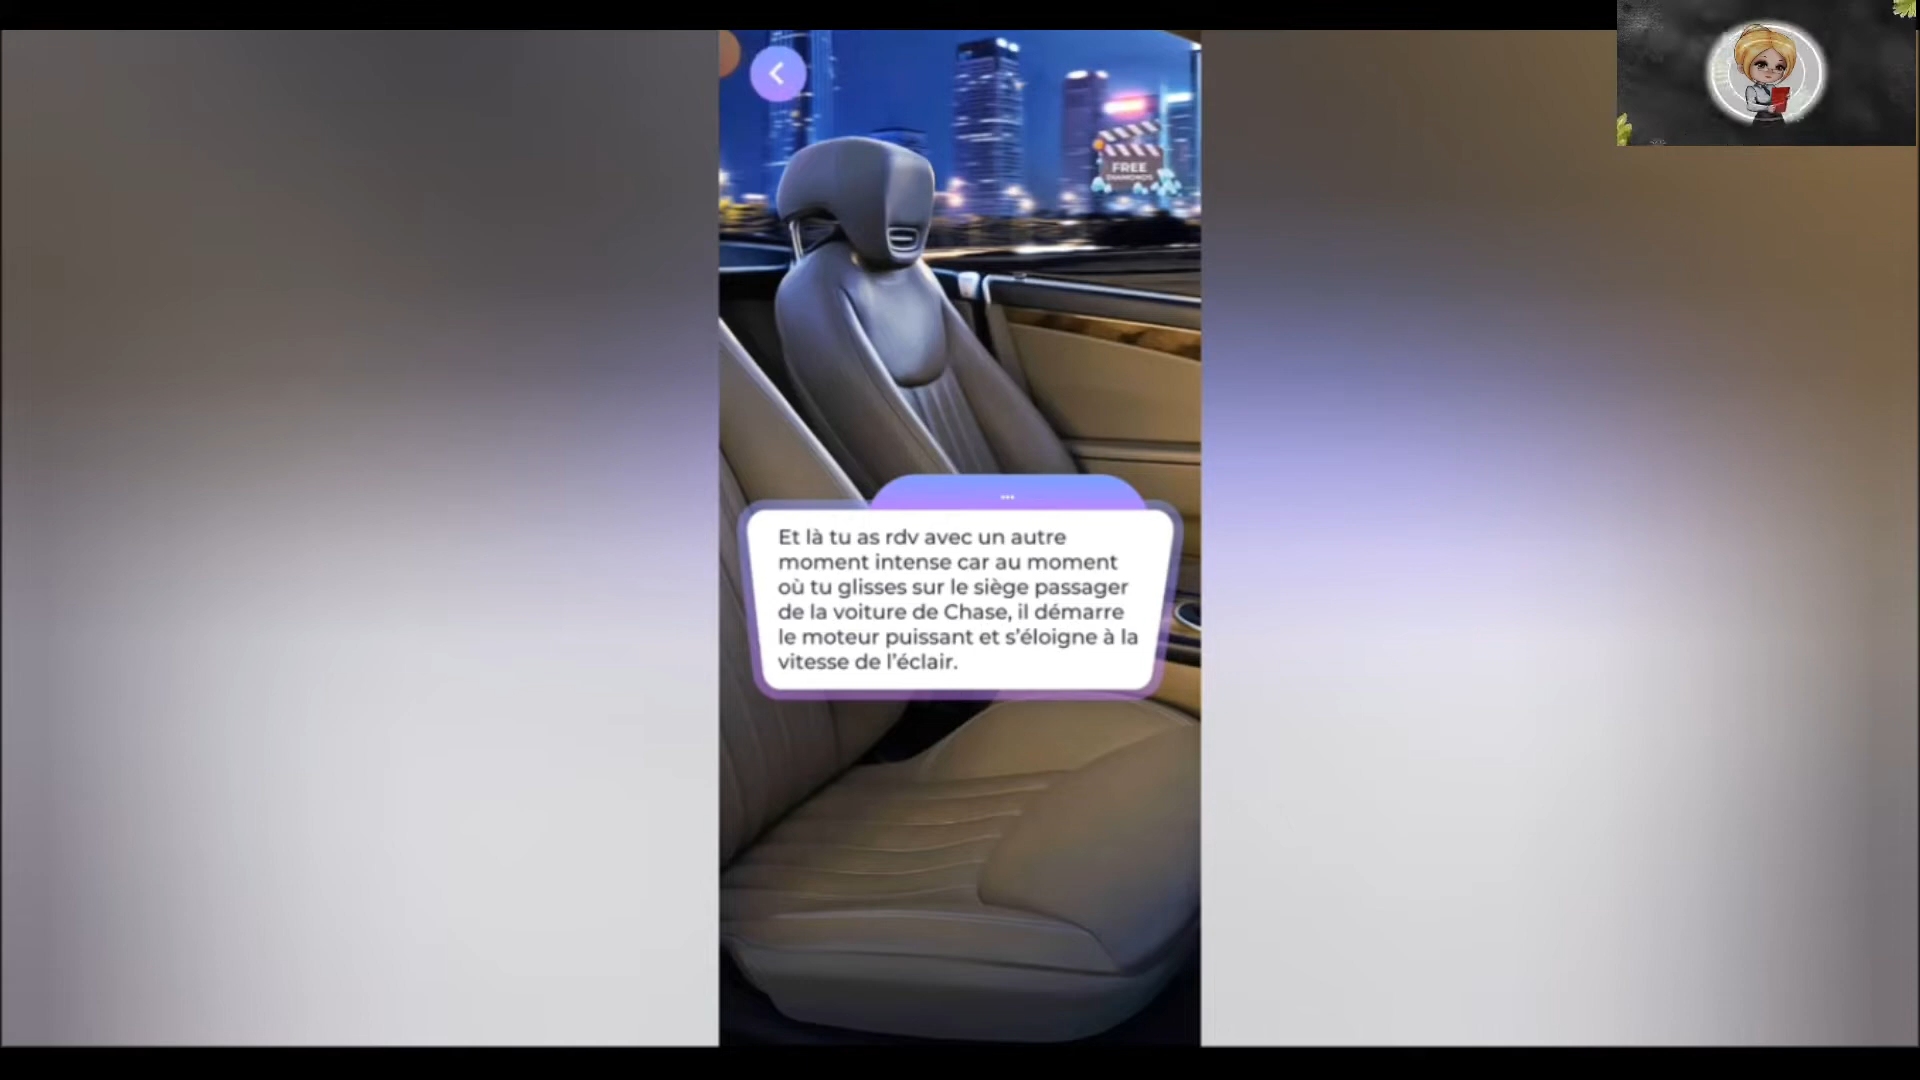 FREE
DIAMONDS
...
Et là tu as rdv avec un autre
moment intense car au moment
où tu glisses sur le siège passager
de la voiture de Chase, il démarre
le moteur puissant et s’éloigne à la
vitesse de l’éclair.